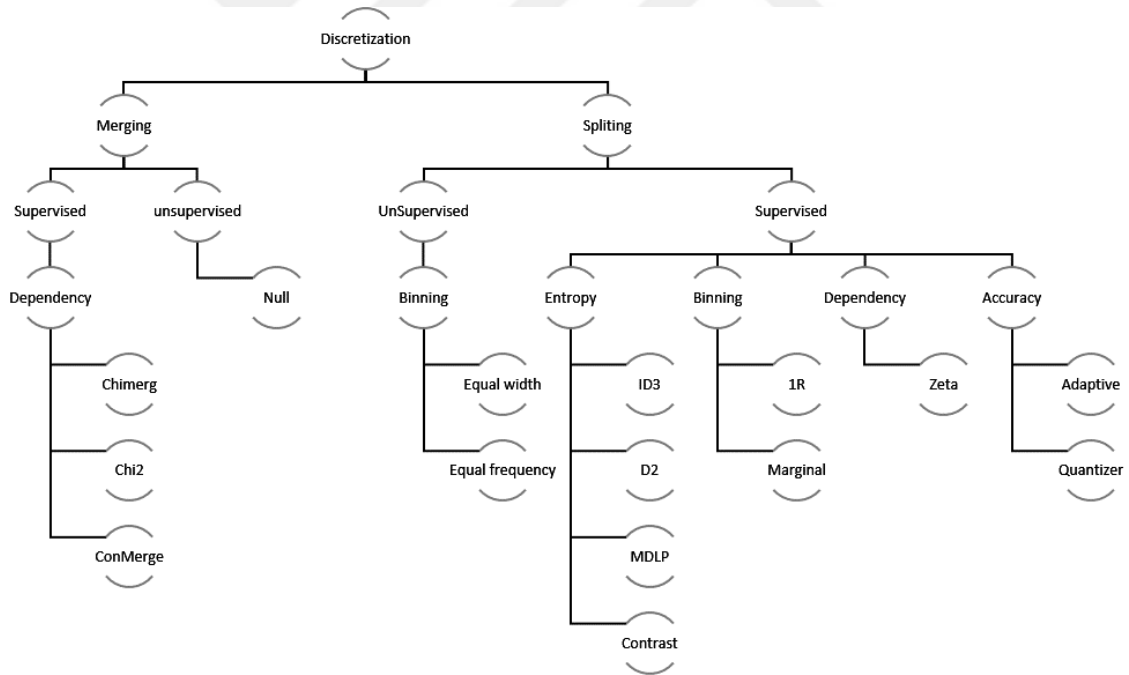 Discretization
Merging
Spliting
Supervised
unsupervised
UnSupervised
Supervised
Dependency
Null
Binning
Entropy
Binning
Dependency
Accuracy
Chimerg
Equal width
ID3
1R
Zeta
Adaptive
Chi2
Equal frequency
D2
Marginal
Quantizer
ConMerge
MDLP
Contrast